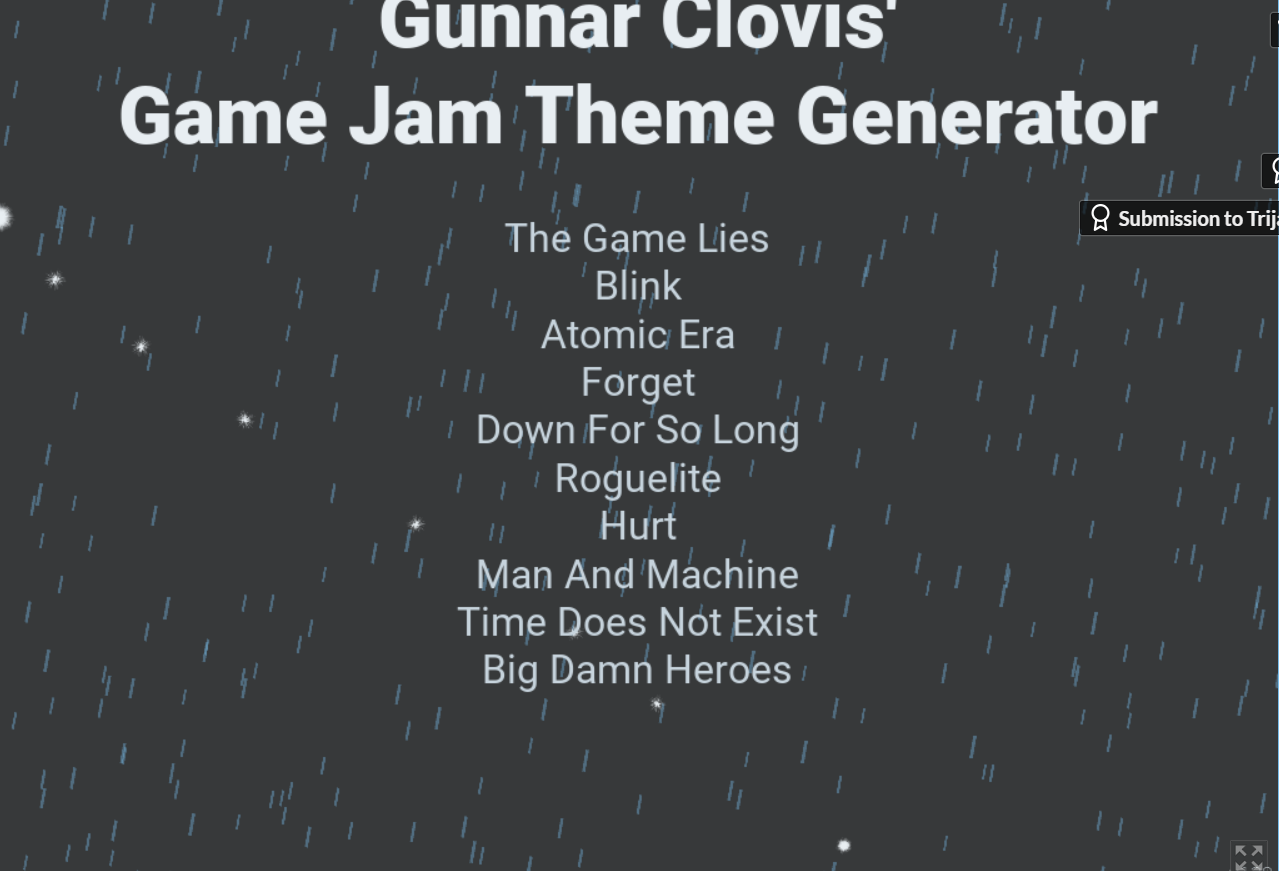 Gunnar Clovis'
Game Jam Theme Generator
Submission to Trij
The Game Lies
Blink
Atomic Era
Forget
Down For So Long
Roguelite
Hurt
Man And Machine
Time Does Not Exist
Big Damn Heroes